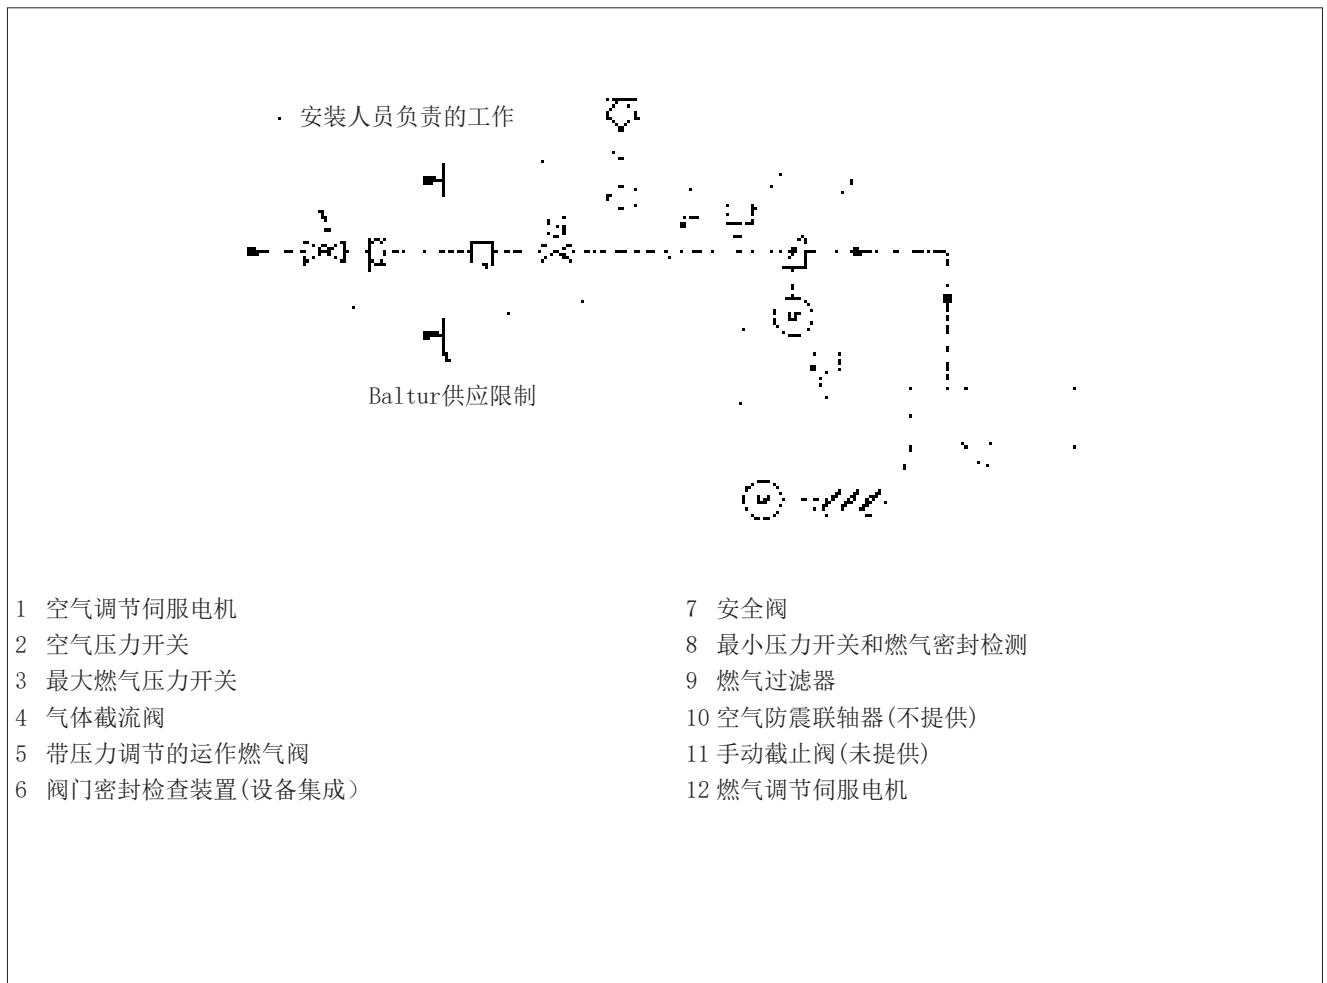 安装人员负责的工作
Baltur供应限制
1 空气调节伺服电机
2 空气压力开关
3 最大燃气压力开关
4 气体截流阀
5 带压力调节的运作燃气阀
6 阀门密封检查装置(设备集成）
7 安全阀
8 最小压力开关和燃气密封检测
9 燃气过滤器
10 空气防震联轴器(不提供)
11 手动截止阀(未提供)
12 燃气调节伺服电机